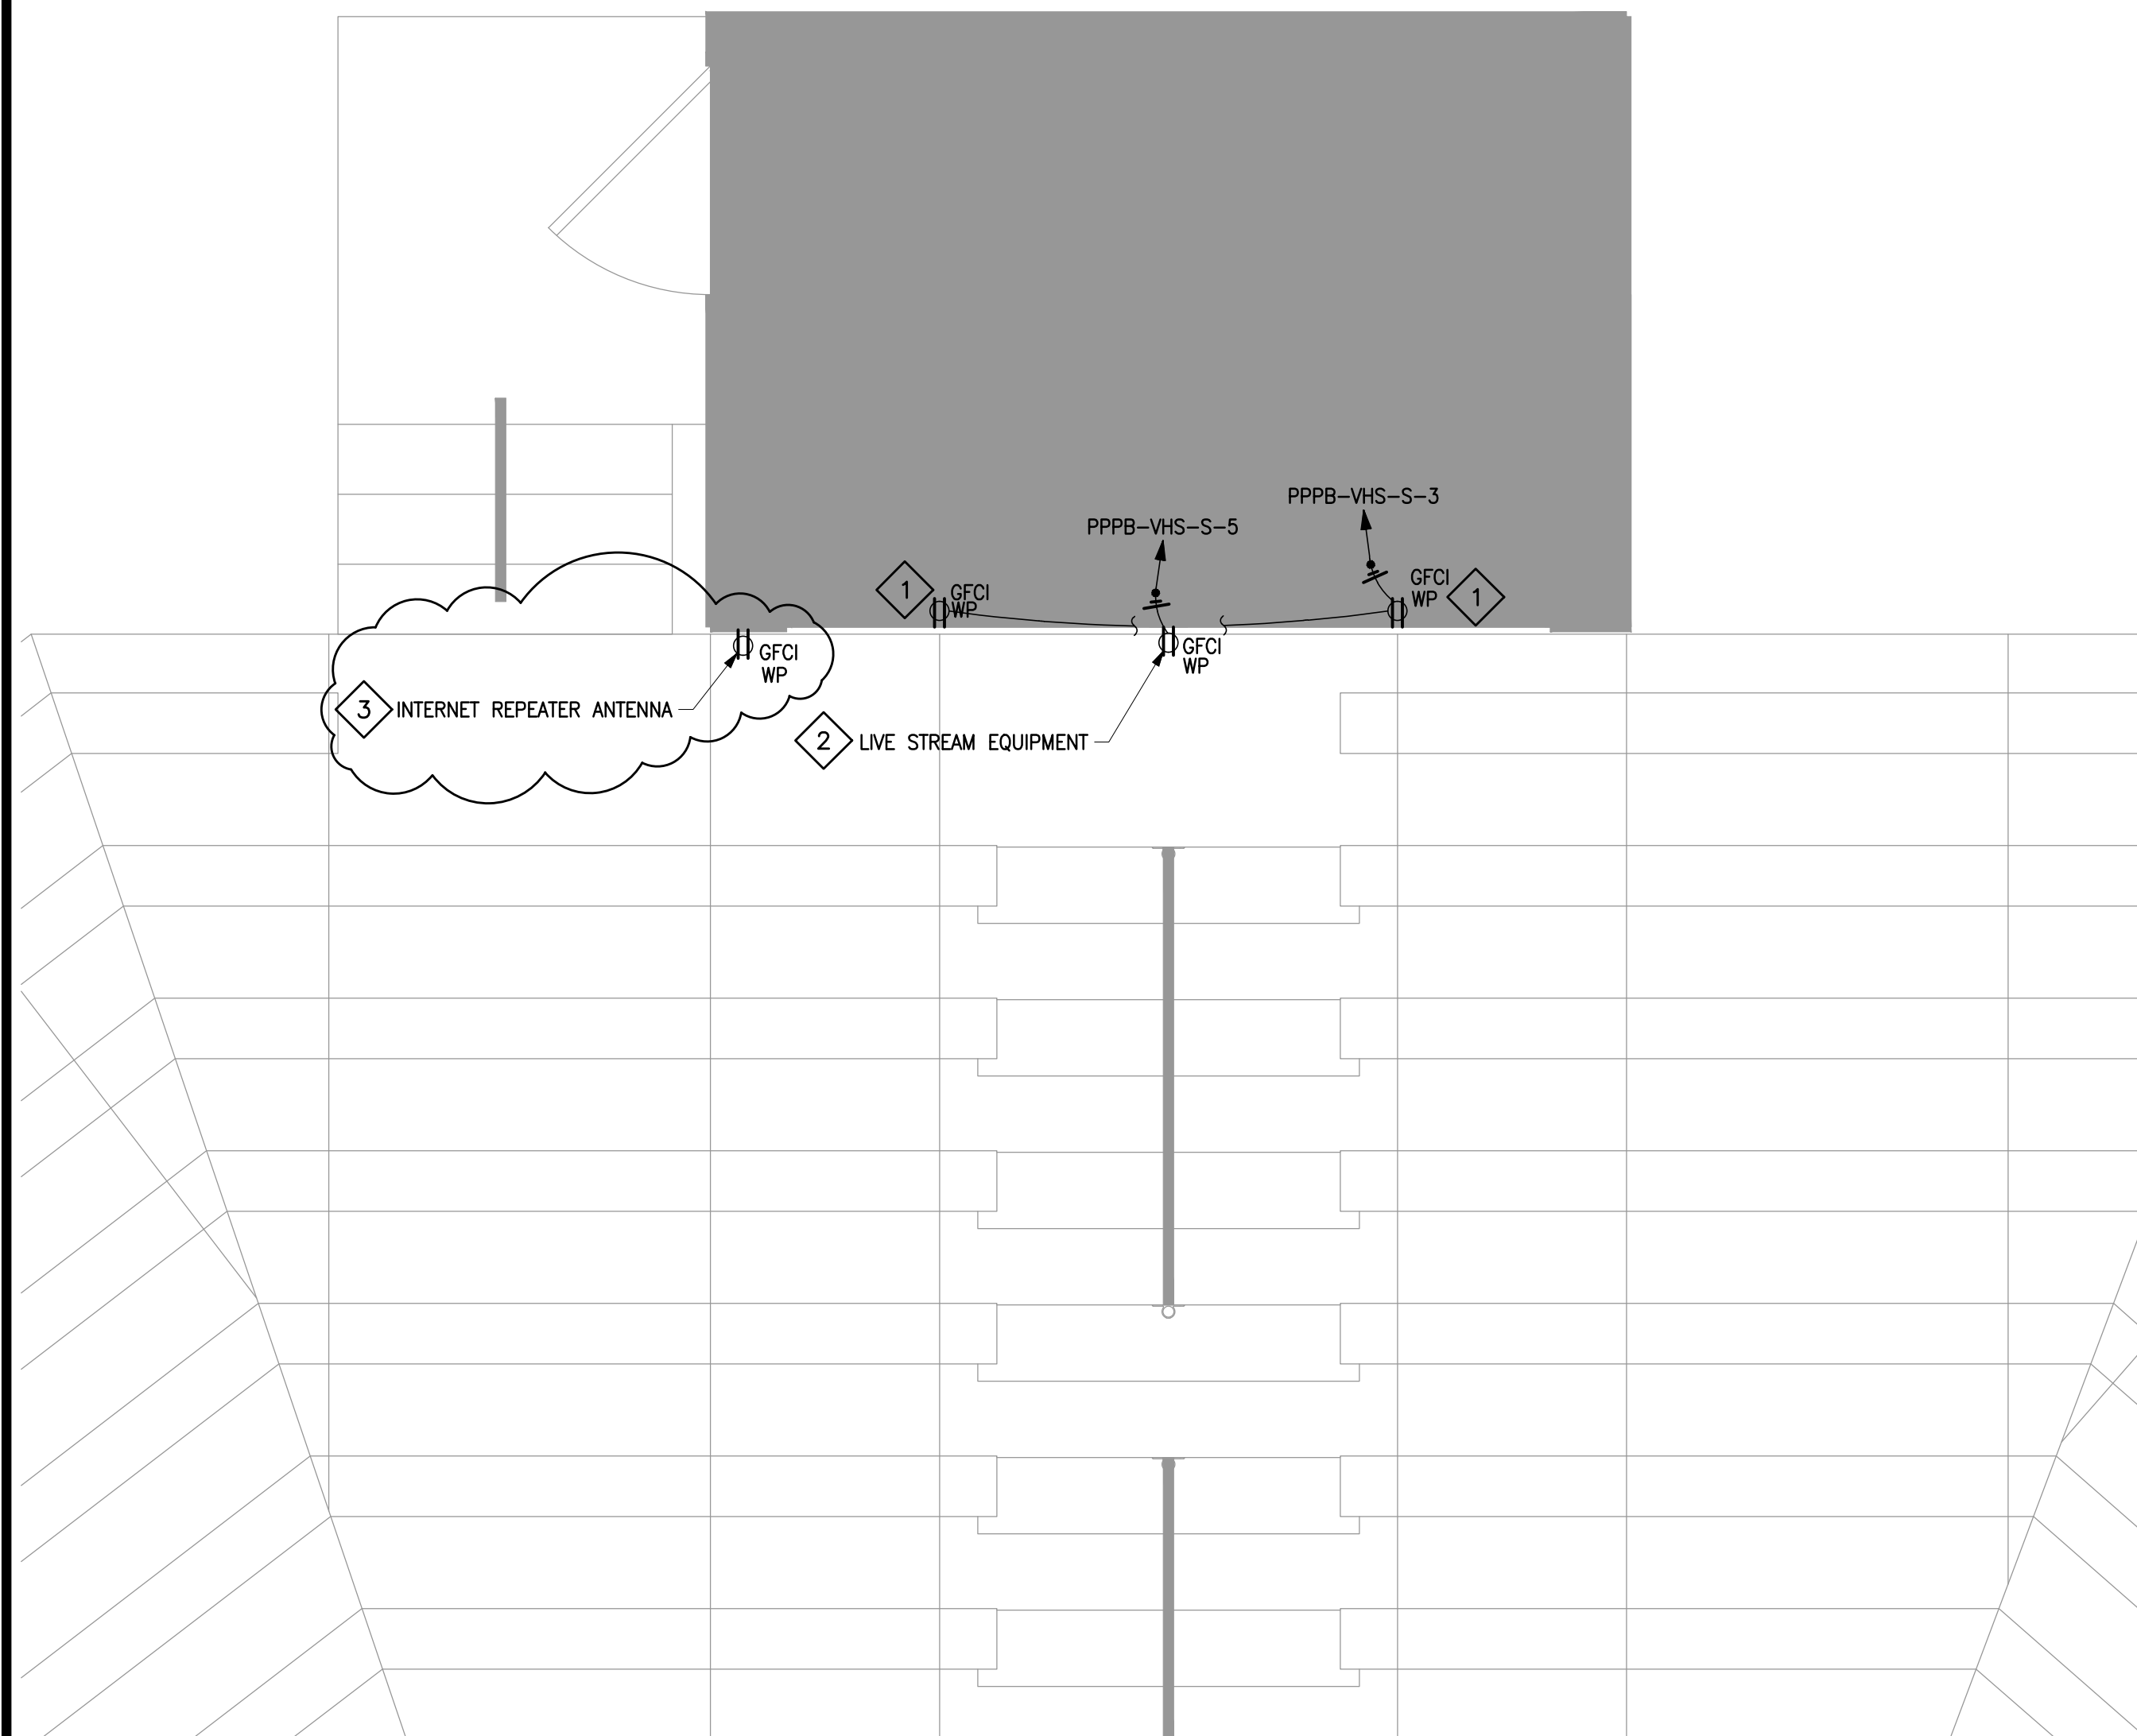 PPPB-VHS-S-3
PPPB-VHS-S-5
1
GFCI
WP
GFCI
WP
1
GFCI
WP
GFCI
WP
3
INTERNET REPEATER ANTENNA
2
LIVE STREAM EQUIPMENT